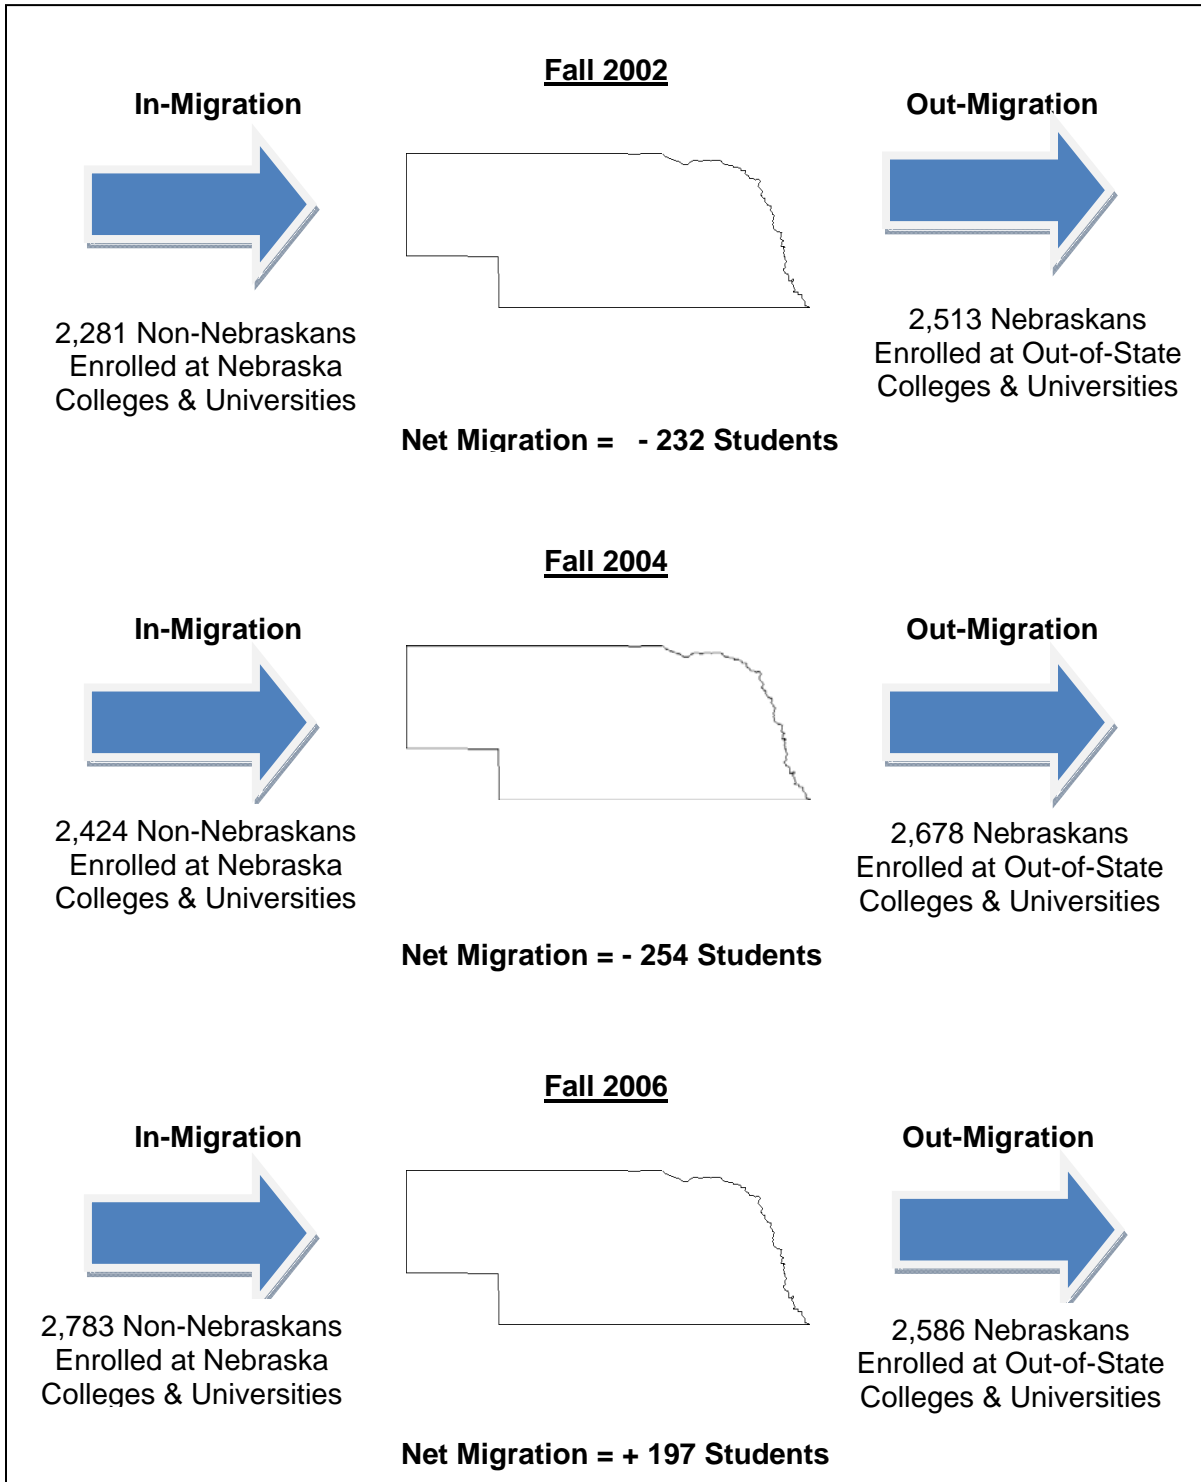 Fall 2002
In-Migration
Out-Migration
2,281 Non-Nebraskans
Enrolled at Nebraska
Colleges & Universities
2,513 Nebraskans
Enrolled at Out-of-State
Colleges & Universities
Net Migration = - 232 Students
Fall 2004
In-Migration
Out-Migration
2,424 Non-Nebraskans
Enrolled at Nebraska
Colleges & Universities
2,678 Nebraskans
Enrolled at Out-of-State
Colleges & Universities
Net Migration = - 254 Students
Fall 2006
In-Migration
Out-Migration
2,783 Non-Nebraskans
Enrolled at Nebraska
Colleges & Universities
2,586 Nebraskans
Enrolled at Out-of-State
Colleges & Universities
Net Migration = + 197 Students